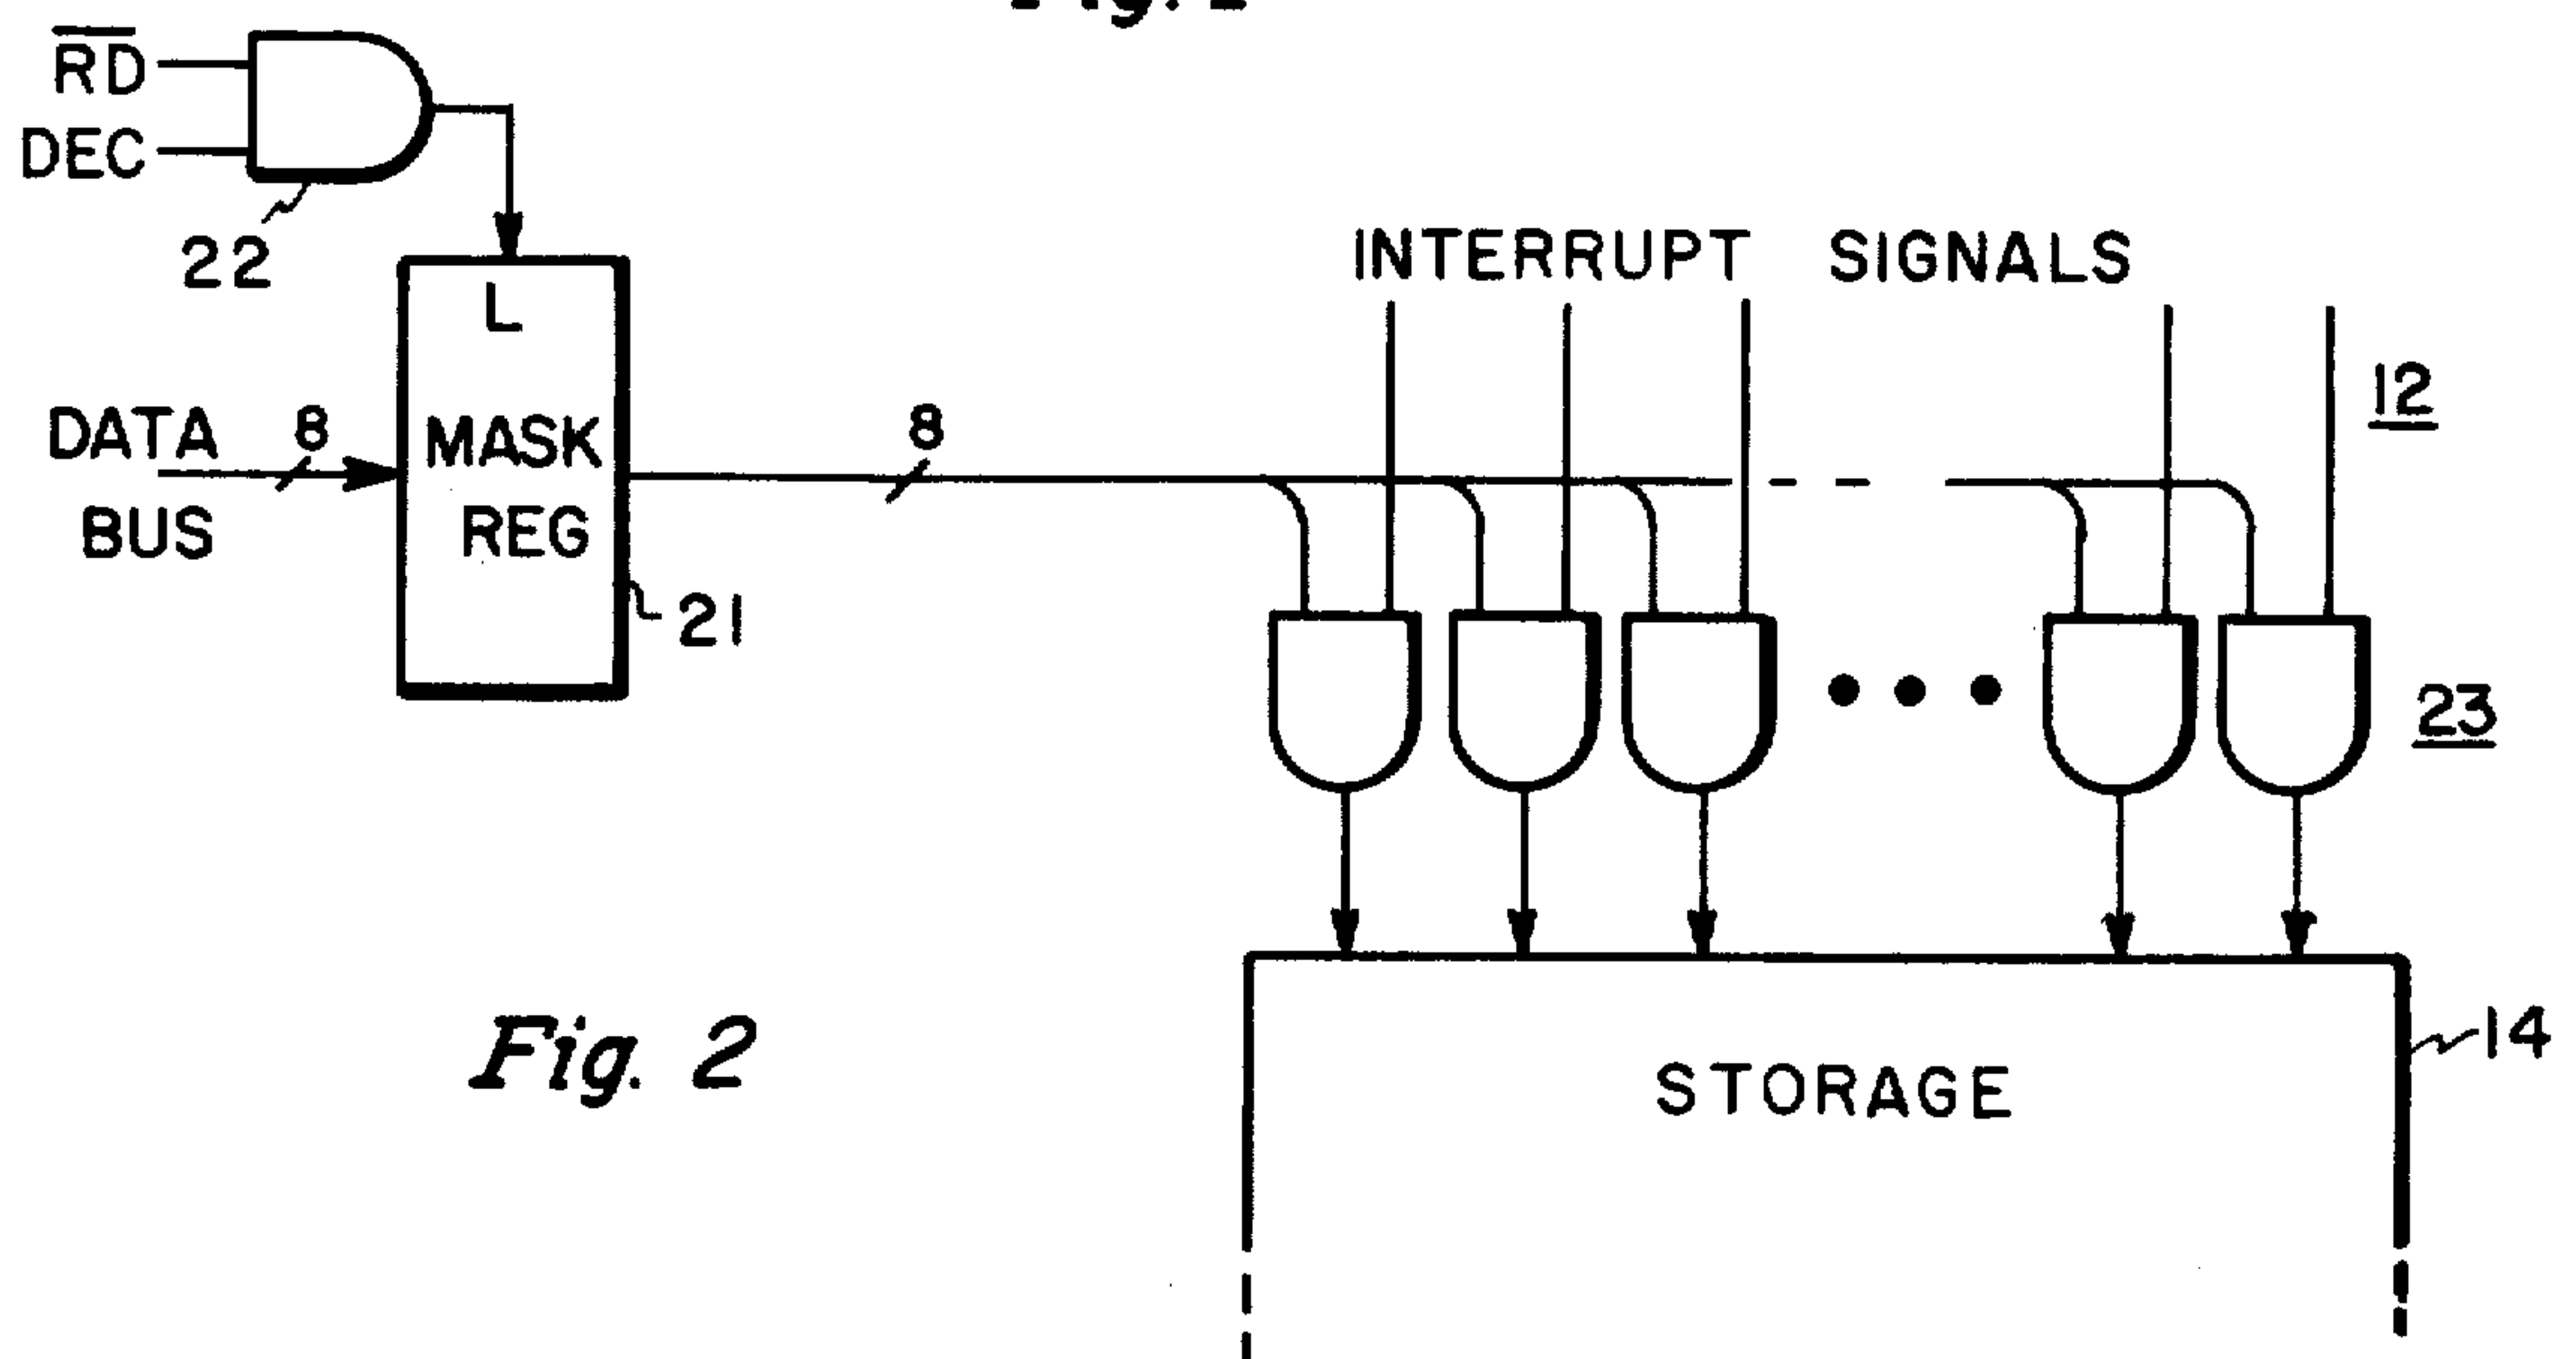 RD
DEC
22
L
DATA
BUS
8
MASK
REG
21
8
INTERRUPT SIGNALS
12
23
14
STORAGE
Fig. 2